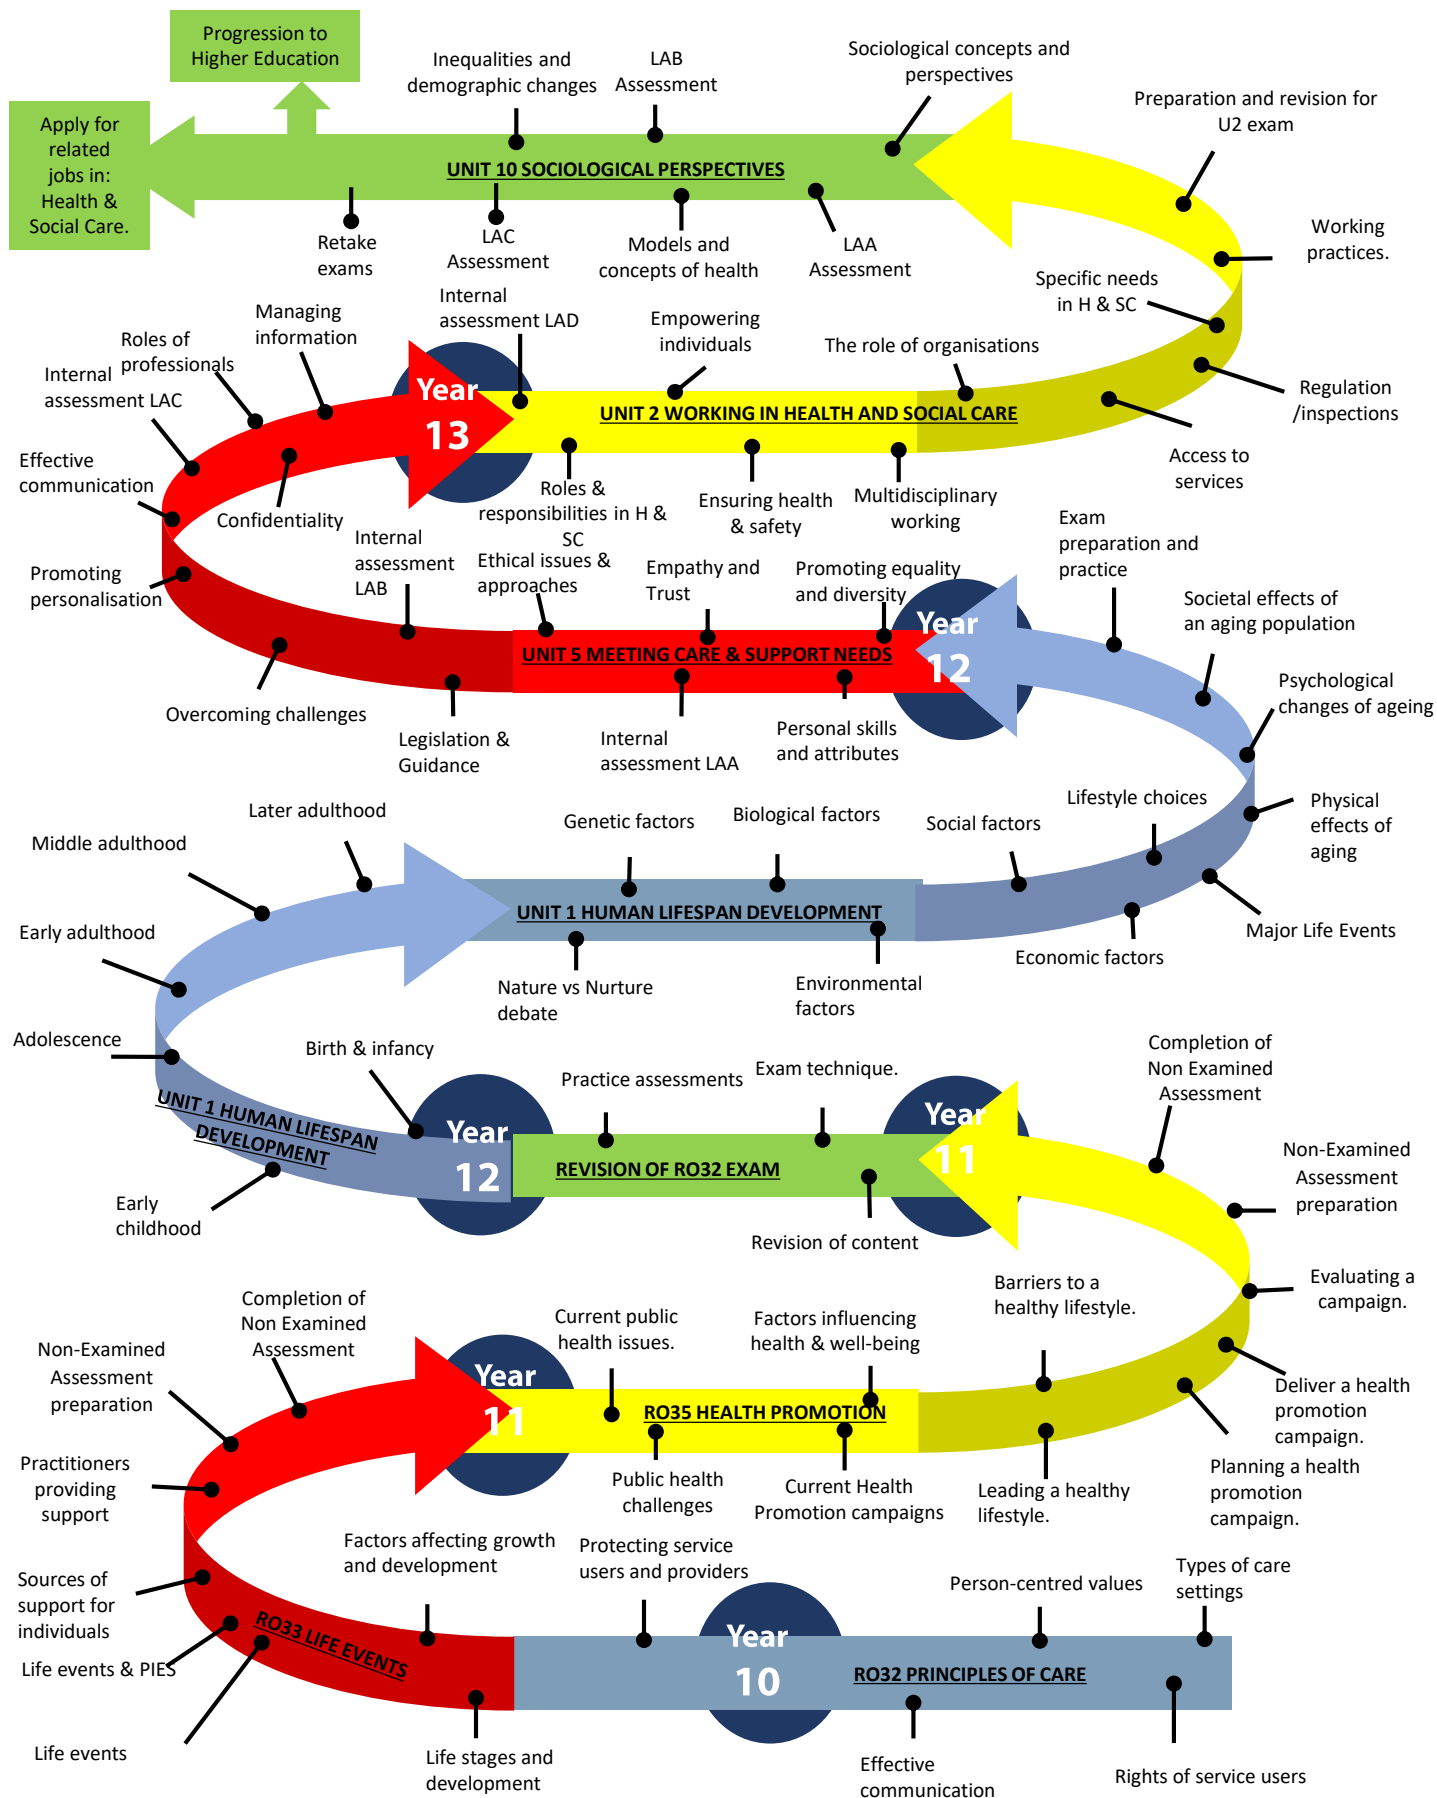 Progression to
Higher Education
Apply for
related
jobs in:
Health &
Social Care.
Inequalities and
demographic changes
LAB
Assessment
Sociological concepts and
perspectives
Preparation and revision for
U2 exam
UNIT 10 SOCIOLOGICAL PERSPECTIVES
Retake
exams
LAC
Assessment
Models and
concepts of health
LAA
Assessment
Working
practices.
Specific needs
in H & SC
Regulation
/inspections
Access to
services
Internal
assessment LAD
Empowering
individuals
The role of organisations
Managing
information
Roles of
professionals
Internal
assessment LAC
Year
13
UNIT 2 WORKING IN HEALTH AND SOCIAL CARE
Effective
communication
Confidentiality
Roles &
responsibilities in H &
SC
Ensuring health
& safety
Multidisciplinary
working
Promoting
personalisation
Internal
assessment
LAB
Ethical issues &
approaches
Empathy and
Trust
Promoting equality
and diversity
Exam
preparation and
practice
Societal effects of
an aging population
Year
12
UNIT 5 MEETING CARE & SUPPORT NEEDS
Overcoming challenges
Legislation &
Guidance
Internal
assessment LAA
Personal skills
and attributes
Psychological
changes of ageing
Later adulthood
Middle adulthood
Early adulthood
Genetic factors
Biological factors
Social factors
Lifestyle choices
Physical
effects of
aging
UNIT 1 HUMAN LIFESPAN DEVELOPMENT
Nature vs Nurture
debate
Environmental
factors
Economic factors
Major Life Events
Adolescence
Birth & infancy
Practice assessments
Exam technique.
Completion of
Non Examined
Assessment
UNIT 1 HUMAN LIFESPAN
DEVELOPMENT
Year
12
REVISION OF RO32 EXAM
Year
11
Non-Examined
Assessment
preparation
Early
childhood
Revision of content
Evaluating a
campaign.
Completion of
Non Examined
Assessment
Current public
health issues.
Factors influencing
health & well-being
Barriers to a
healthy lifestyle.
Non-Examined
Assessment
preparation
Year
11
RO35 HEALTH PROMOTION
Deliver a health
promotion
campaign.
Practitioners
providing
support
Public health
challenges
Current Health
Promotion campaigns
Leading a healthy
lifestyle.
Planning a health
promotion
campaign.
Factors affecting growth
and development
Protecting service
users and providers
Person-centred values
Types of care
settings
Sources of
support for
individuals
RO33 LIFE EVENTS
Year
10
RO32 PRINCIPLES OF CARE
Life events & PIES
Life events
Life stages and
development
Effective
communication
Rights of service users